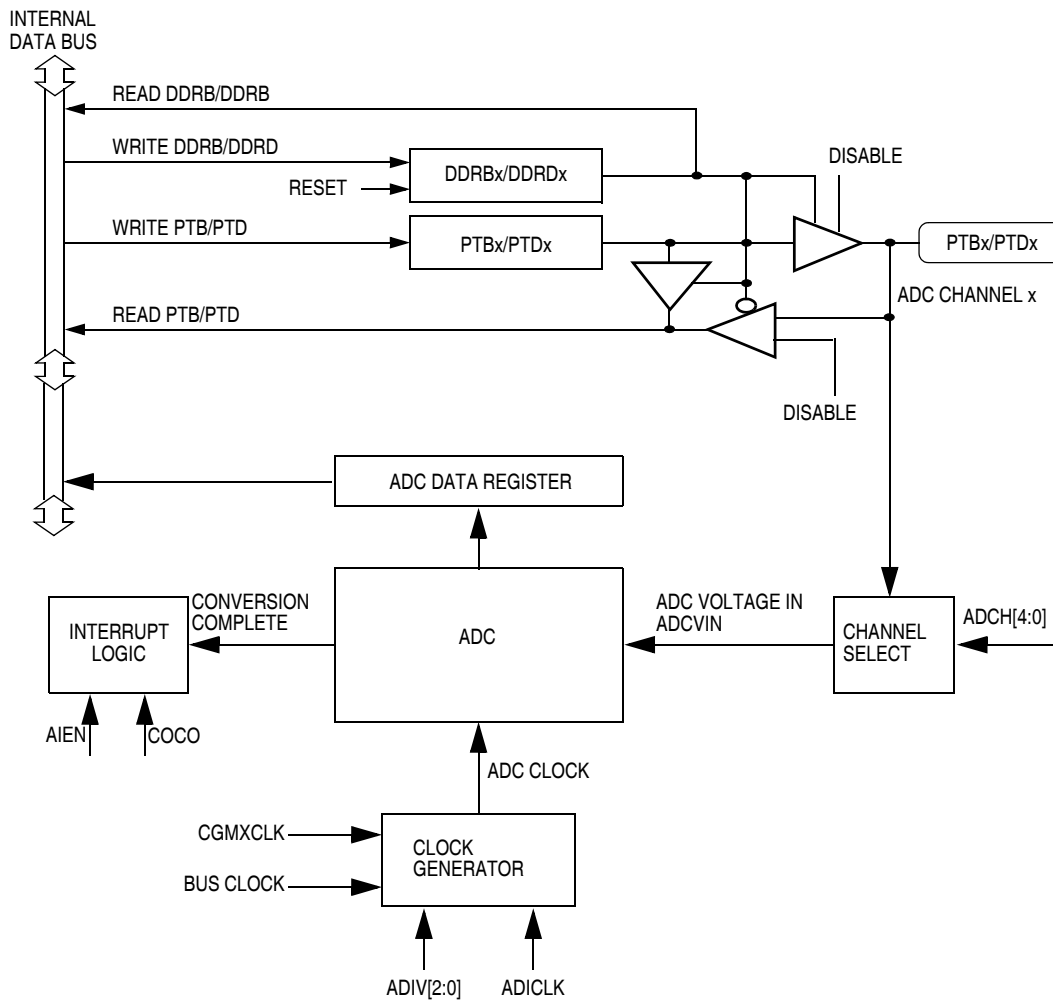 INTERNAL
DATA BUS
READ DDRB/DDRB
WRITE DDRB/DDRD
RESET
DDRBx/DDRDx
DISABLE
WRITE PTB/PTD
PTBx/PTDx
PTBx/PTDx
ADC CHANNEL x
READ PTB/PTD
DISABLE
ADC DATA REGISTER
INTERRUPT
LOGIC
CONVERSION
COMPLETE
ADC
ADC VOLTAGE IN
ADCVIN
CHANNEL
SELECT
ADCH[4:0]
AIEN
COCO
ADC CLOCK
CGMXCLK
BUS CLOCK
CLOCK
GENERATOR
ADIV[2:0]
ADICLK